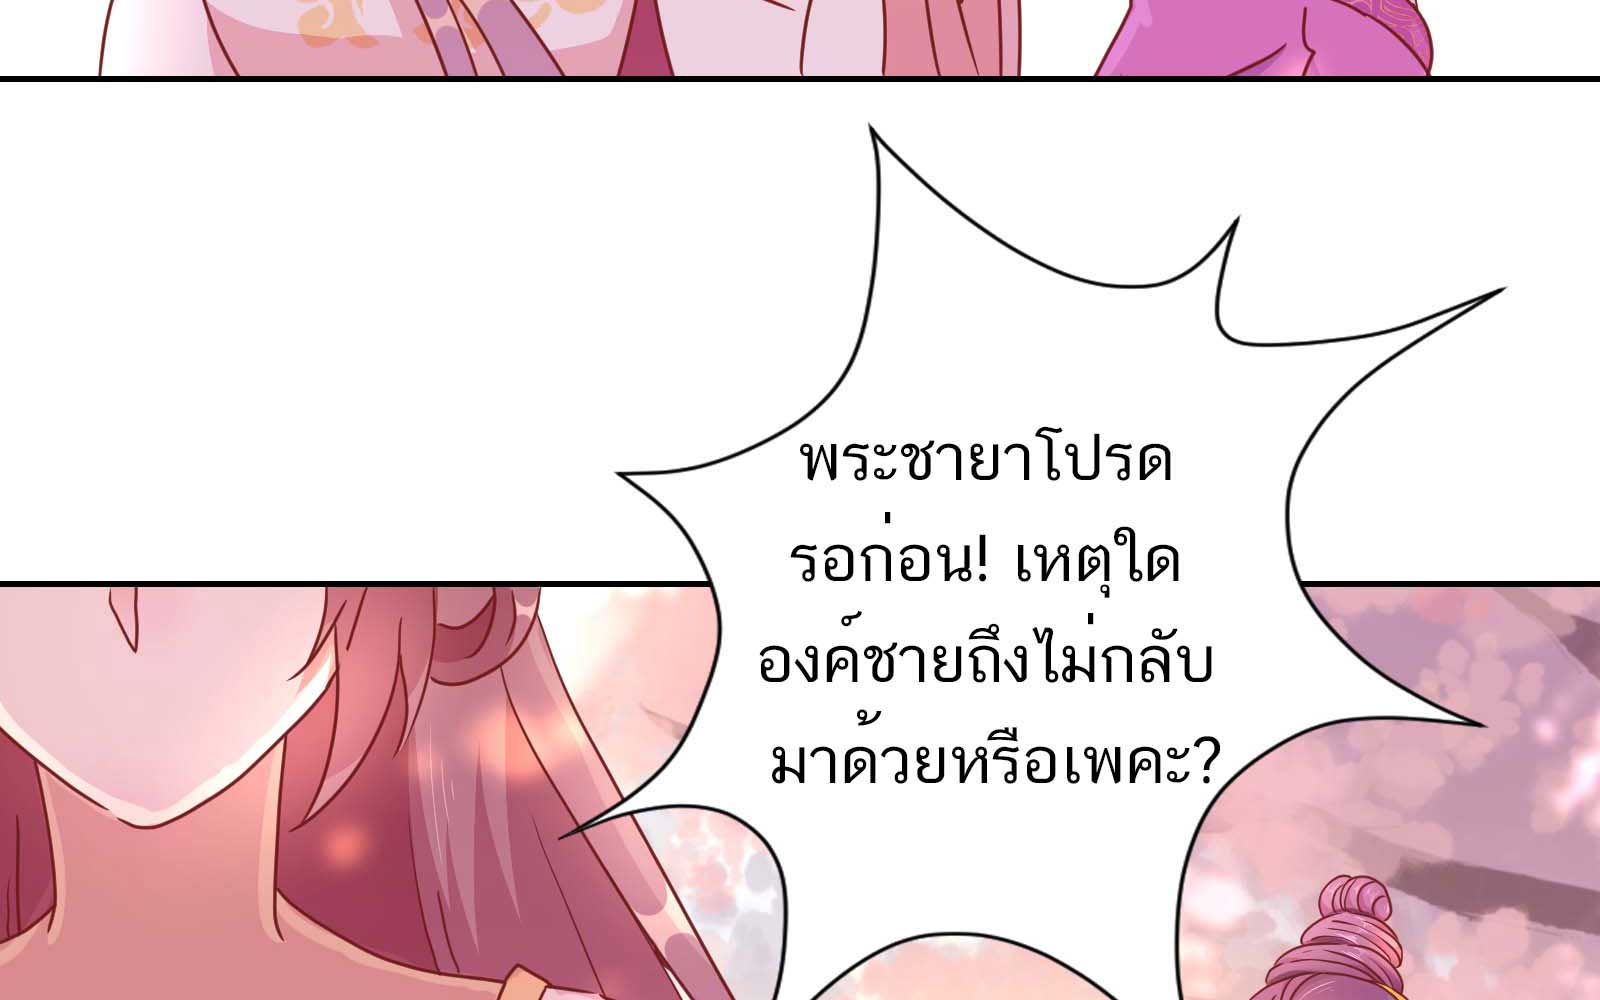 พระชายาโปรด
รอก่อน! เหตุใด
องค์ชายถึงไม่กลับ
มาด้วยหรือเพคะ?